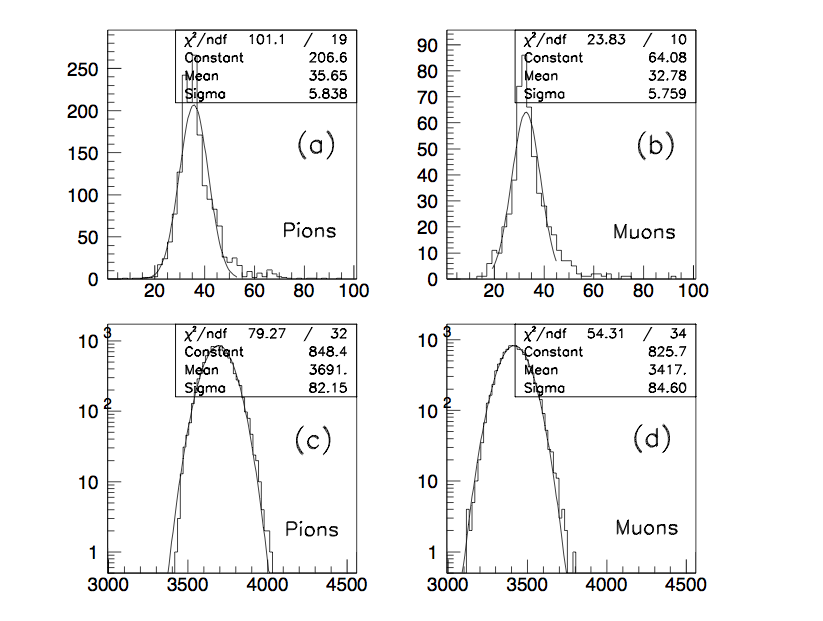 χ²/ndf 101.1 / 19
Constant 206.6
Mean 35.65
Sigma 5.838
250
200
150
100
50
0
(a)
Pions
20 40 60 80 100
χ²/ndf 23.83 / 10
Constant 64.08
Mean 32.78
Sigma 5.759
90
80
70
60
50
40
30
20
10
0
(b)
Muons
20 40 60 80 100
χ²/ndf 79.27 / 32
Constant 848.4
Mean 3691.
Sigma 82.15
10³
10²
10
1
(c)
Pions
3000 3500 4000 4500
χ²/ndf 54.31 / 34
Constant 825.7
Mean 3417.
Sigma 84.60
10³
10²
10
1
(d)
Muons
3000 3500 4000 4500